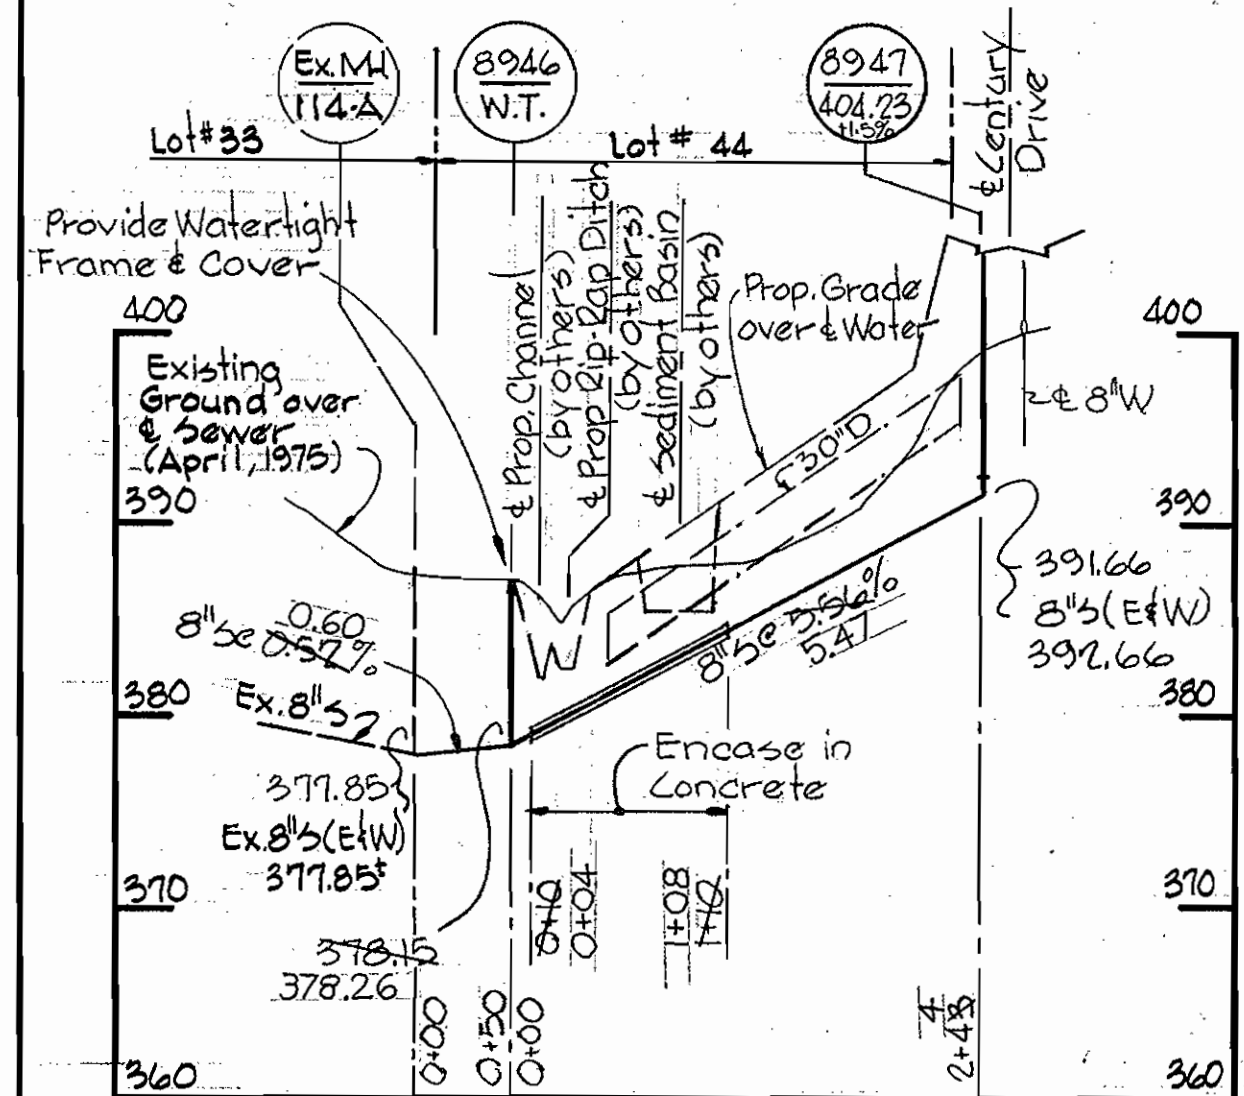 Ex.MH
114-A
8946
W.T.
8947
404.23
+1.5%
℄ Century
Drive
Lot #33
Lot # 44
Provide Watertight
Frame & Cover
℄ Prop. Channel
(by others)
℄ Prop Rip-Rap Ditch
(by others)
℄ Sediment Basin
(by others)
Prop. Grade
over ℄ Water
400
400
Existing
Ground over
℄ Sewer
(April, 1975)
℄ 8"W
30"D
390
390
391.66
8"S(E&W)
392.66
0.60
8"S@ 0.52%
8"S@ 5.56%
5.47
380
380
Ex.8"S
Encase in
Concrete
377.85
Ex.8"S(E&W)
377.85±
370
370
0+10
0+04
1+08
1+10
378.15
378.26
0+00
0+50
0+00
4
2+48
360
360